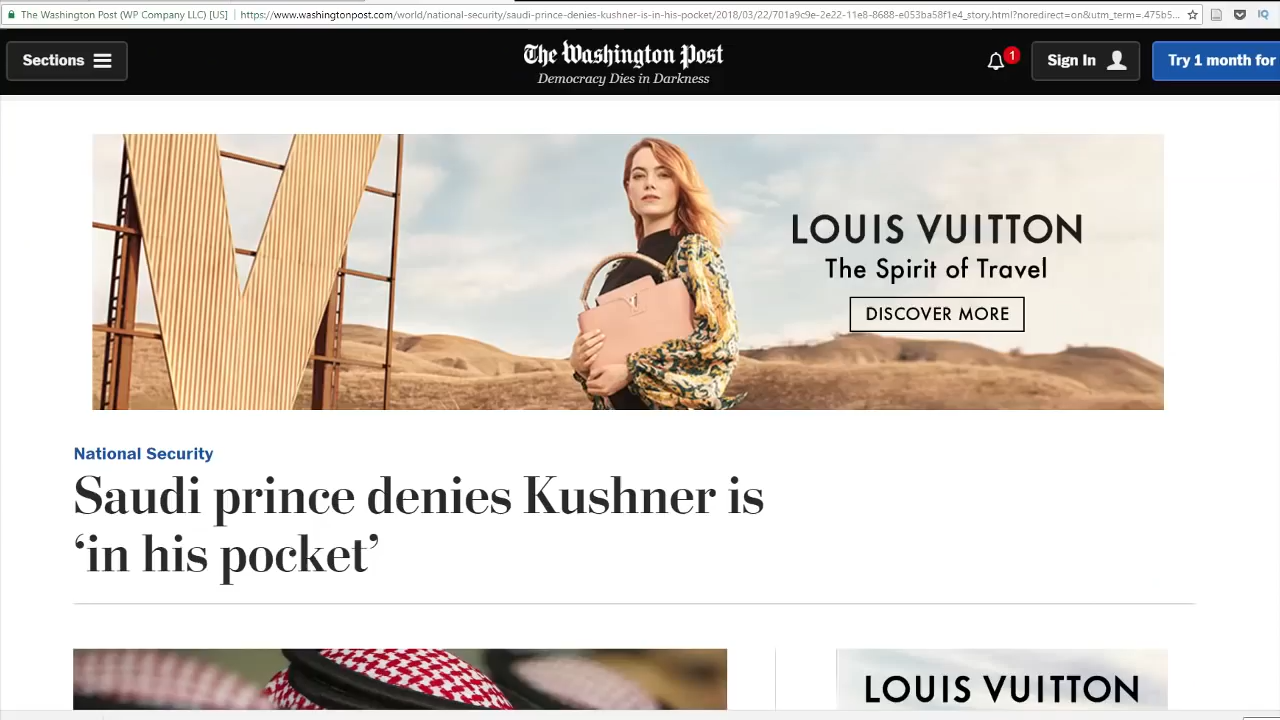 The Washington Post (WP Company LLC) [US] | https://www.washingtonpost.com/world/national-security/saudi-prince-denies-kushner-is-in-his-pocket/2018/03/22/701a9c9e-2e22-11e8-8688-e053ba58f1e4_story.html?noredirect=on&utm_term=.475b5...
Sections
The Washington Post
Democracy Dies in Darkness
1
Sign In
Try 1 month for
LOUIS VUITTON
The Spirit of Travel
DISCOVER MORE
National Security
Saudi prince denies Kushner is
‘in his pocket’
LOUIS VUITTON